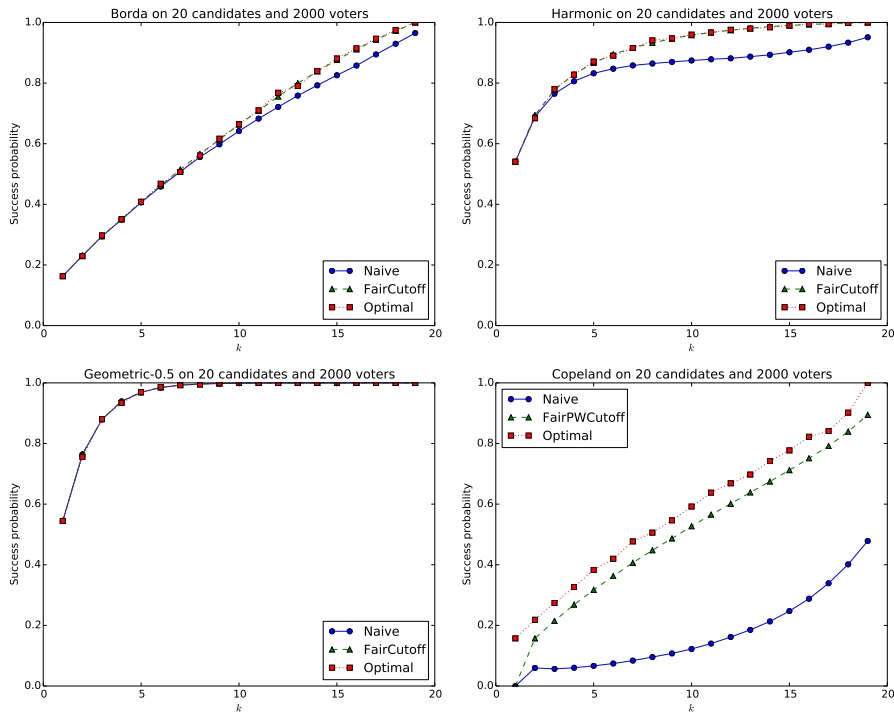 Borda on 20 candidates and 2000 voters
Success probability
1.0
0.8
0.6
0.4
0.2
0.0
0 5 10 15 20
k
Naive
FairCutoff
Optimal
Harmonic on 20 candidates and 2000 voters
Success probability
1.0
0.8
0.6
0.4
0.2
0.0
0 5 10 15 20
k
Naive
FairCutoff
Optimal
Geometric-0.5 on 20 candidates and 2000 voters
Success probability
1.0
0.8
0.6
0.4
0.2
0.0
0 5 10 15 20
k
Naive
FairCutoff
Optimal
Copeland on 20 candidates and 2000 voters
Success probability
1.0
0.8
0.6
0.4
0.2
0.0
0 5 10 15 20
k
Naive
FairPWCutoff
Optimal